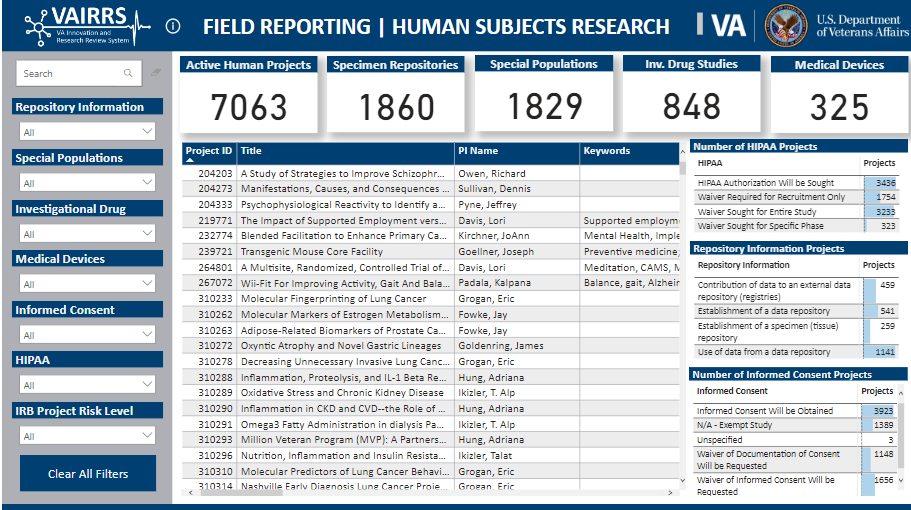 VAIRRS
VA Innovation and
Research Review System
FIELD REPORTING | HUMAN SUBJECTS RESEARCH
VA
U.S. Department
of Veterans Affairs
Search
Repository Information
All
Special Populations
All
Investigational Drug
All
Medical Devices
All
Informed Consent
All
HIPAA
All
IRB Project Risk Level
All
Clear All Filters
Active Human Projects
7063
Specimen Repositories
1860
Special Populations
1829
Inv. Drug Studies
848
Medical Devices
325
Project ID Title PI Name Keywords
204203 A Study of Strategies to Improve Schizophr... Owen, Richard
204273 Manifestations, Causes, and Consequences ... Sullivan, Dennis
204333 Psychophysiological Reactivity to Identify a... Pyne, Jeffrey
219771 The Impact of Supported Employment vers... Davis, Lori Supported employm
232774 Blended Facilitation to Enhance Primary Ca... Kirchner, JoAnn Mental Health, Imple
239721 Transgenic Mouse Core Facility Goellner, Joseph Preventive medicine,
264801 A Multisite, Randomized, Controlled Trial of... Davis, Lori Meditation, CAMS, M
267072 Wii-Fit For Improving Activity, Gait And Bala... Padala, Kalpana Balance, gait, Alzheim
310233 Molecular Fingerprinting of Lung Cancer Grogan, Eric
310262 Molecular Markers of Estrogen Metabolism... Fowke, Jay
310263 Adipose-Related Biomarkers of Prostate Ca... Fowke, Jay
310272 Oxyntic Atrophy and Novel Gastric Lineages Goldenring, James
310278 Decreasing Unnecessary Invasive Lung Canc... Grogan, Eric
310288 Inflammation, Proteolysis, and IL-1 Beta Re... Hung, Adriana
310289 Oxidative Stress and Chronic Kidney Disease Ikizler, T. Alp
310290 Inflammation in CKD and CVD--the Role of ... Hung, Adriana
310291 Omega3 Fatty Administration in dialysis Pa... Ikizler, T. Alp
310293 Million Veteran Program (MVP): A Partners... Hung, Adriana
310296 Nutrition, Inflammation and Insulin Resista... Ikizler, Talat
310310 Molecular Predictors of Lung Cancer Behavi... Grogan, Eric
310314 Nashville Early Diagnosis Lung Cancer Proje... Grogan, Eric
Number of HIPAA Projects
HIPAA Projects
HIPAA Authorization Will be Sought 3436
Waiver Required for Recruitment Only 1754
Waiver Sought for Entire Study 3233
Waiver Sought for Specific Phase 323
Repository Information Projects
Repository Information Projects
Contribution of data to an external data 459
repository (registries)
Establishment of a data repository 541
Establishment of a specimen (tissue) 259
repository
Use of data from a data repository 1141
Number of Informed Consent Projects
Informed Consent Projects
Informed Consent Will be Obtained 3923
N/A - Exempt Study 1389
Unspecified 3
Waiver of Documentation of Consent 1148
Will be Requested
Waiver of Informed Consent Will be 1656
Requested